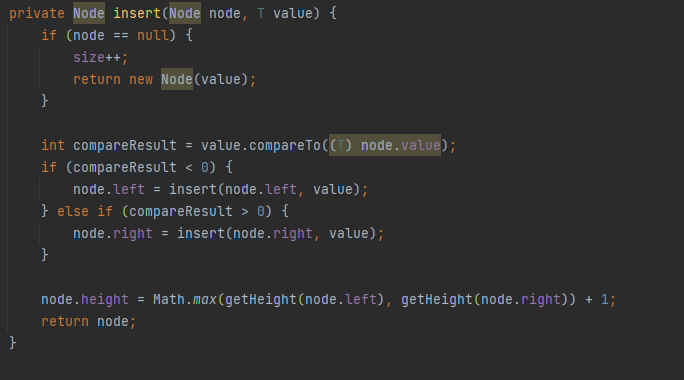 private Node insert(Node node, T value) {
    if (node == null) {
        size++;
        return new Node(value);
    }
    int compareResult = value.compareTo((T) node.value);
    if (compareResult < 0) {
        node.left = insert(node.left, value);
    } else if (compareResult > 0) {
        node.right = insert(node.right, value);
    }
    node.height = Math.max(getHeight(node.left), getHeight(node.right)) + 1;
    return node;
}